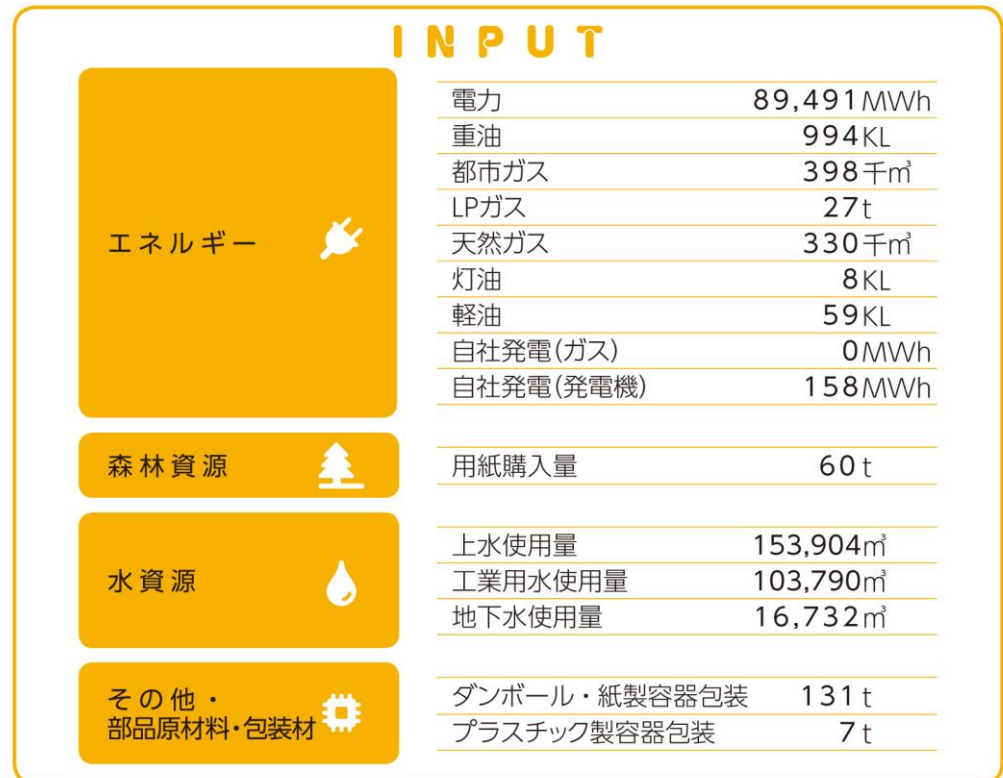 INPUT
エネルギー
電力 89,491MWh
重油 994KL
都市ガス 398千㎥
LPガス 27t
天然ガス 330千㎥
灯油 8KL
軽油 59KL
自社発電(ガス) 0MWh
自社発電(発電機) 158MWh
森林資源
用紙購入量 60t
水資源
上水使用量 153,904㎥
工業用水使用量 103,790㎥
地下水使用量 16,732㎥
その他・
部品原材料・包装材
ダンボール・紙製容器包装 131t
プラスチック製容器包装 7t